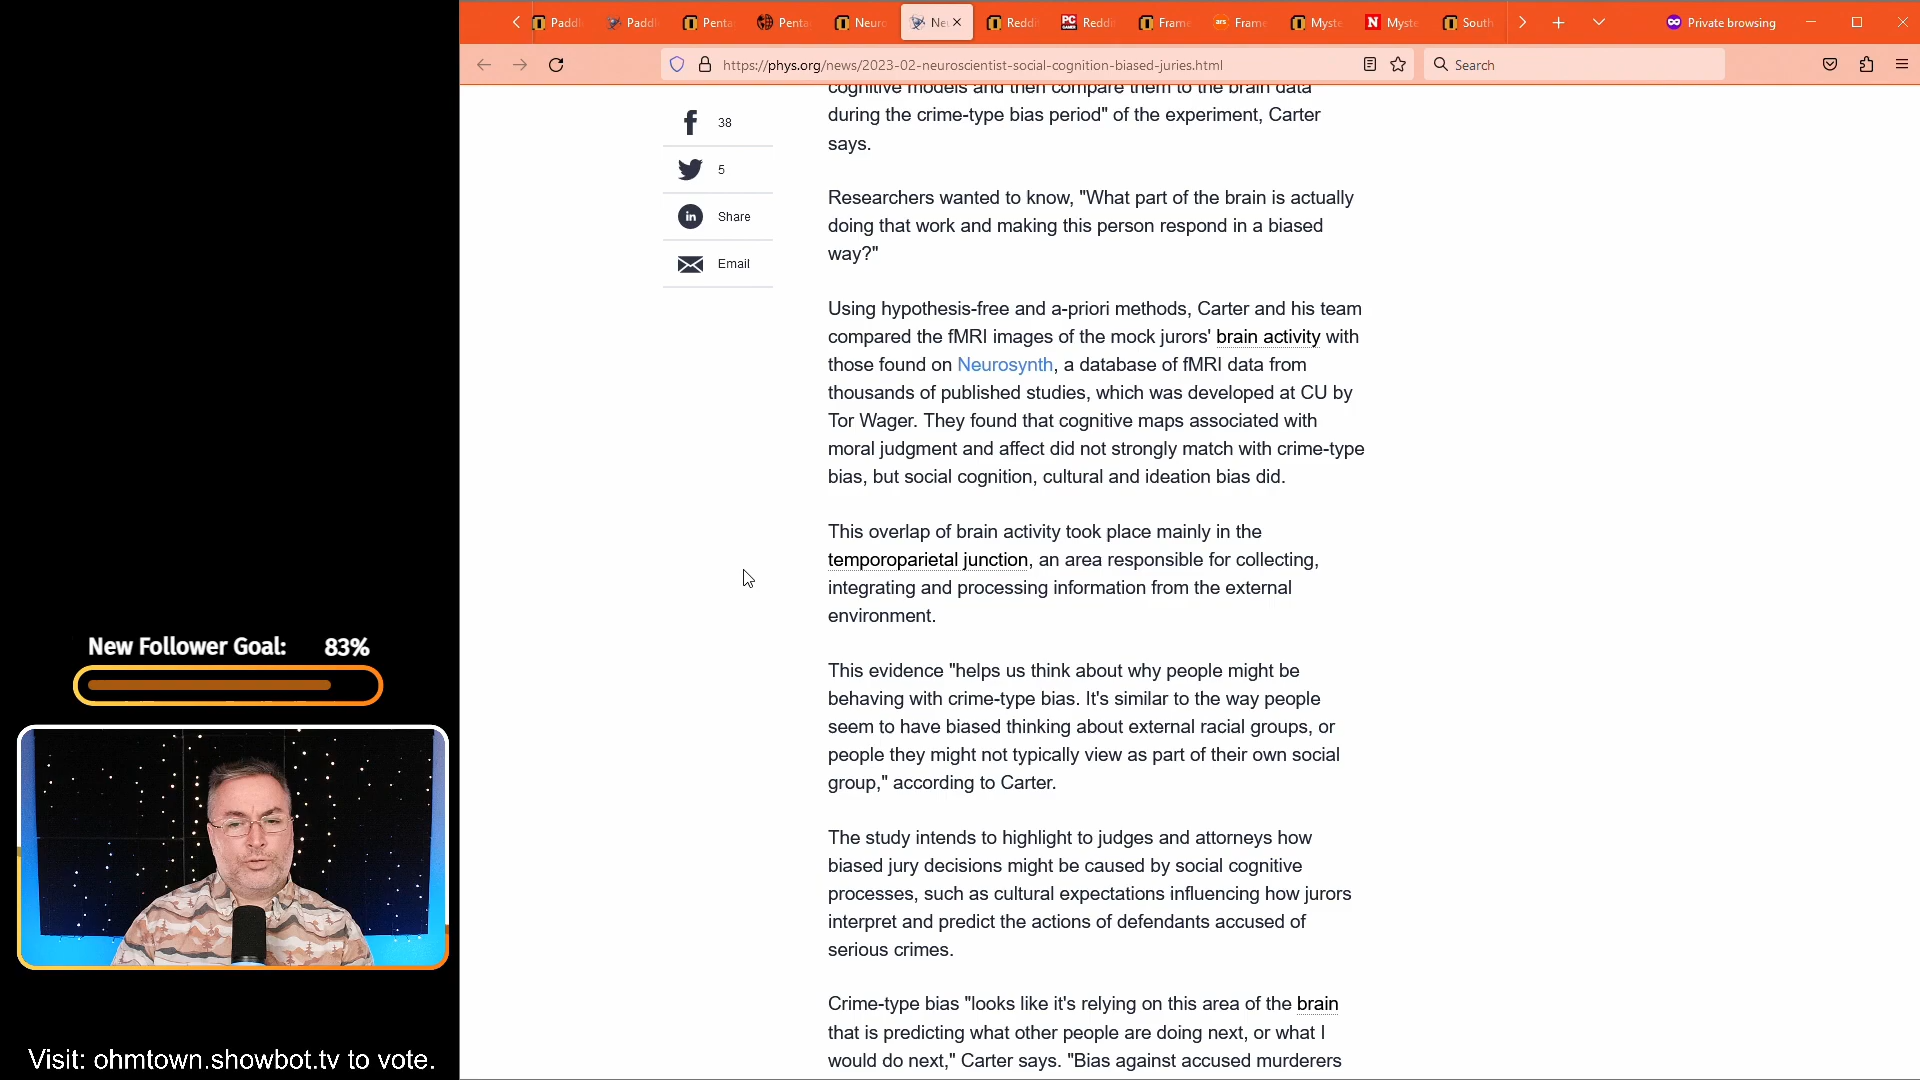 Paddl
Paddl
Penta
Penta
Neuro
Ne
Reddi
Reddi
Frame
Frame
Myste
Myste
South
Private browsing
https://phys.org/news/2023-02-neuroscientist-social-cognition-biased-juries.html
Search
38
5
Share
Email
cognitive models and then compare them to the brain data
during the crime-type bias period" of the experiment, Carter
says.
Researchers wanted to know, "What part of the brain is actually
doing that work and making this person respond in a biased
way?"
Using hypothesis-free and a-priori methods, Carter and his team
compared the fMRI images of the mock jurors' brain activity with
those found on Neurosynth, a database of fMRI data from
thousands of published studies, which was developed at CU by
Tor Wager. They found that cognitive maps associated with
moral judgment and affect did not strongly match with crime-type
bias, but social cognition, cultural and ideation bias did.
This overlap of brain activity took place mainly in the
temporoparietal junction, an area responsible for collecting,
integrating and processing information from the external
environment.
This evidence "helps us think about why people might be
behaving with crime-type bias. It's similar to the way people
seem to have biased thinking about external racial groups, or
people they might not typically view as part of their own social
group," according to Carter.
The study intends to highlight to judges and attorneys how
biased jury decisions might be caused by social cognitive
processes, such as cultural expectations influencing how jurors
interpret and predict the actions of defendants accused of
serious crimes.
Crime-type bias "looks like it's relying on this area of the brain
that is predicting what other people are doing next, or what I
would do next," Carter says. "Bias against accused murderers
New Follower Goal: 83%
Visit: ohmtown.showbot.tv to vote.